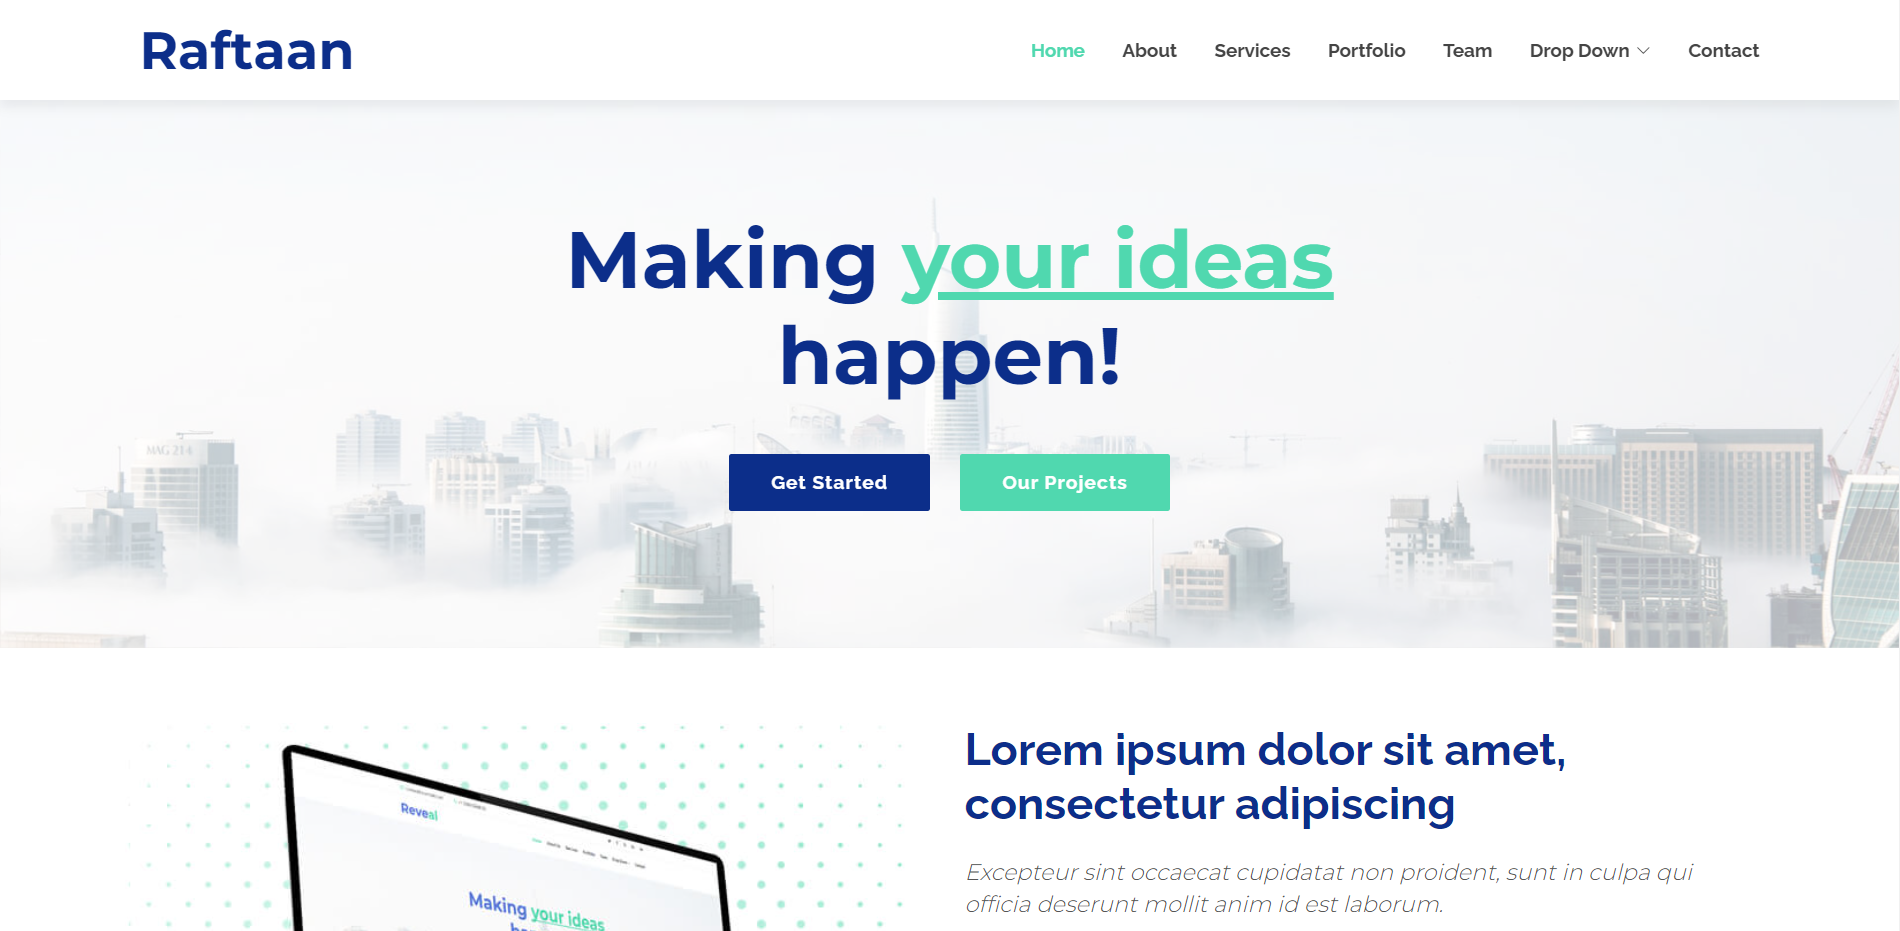 Raftaan
Home About Services Portfolio Team Drop Down Contact
Making your ideas
happen!
MAG 214
Get Started Our Projects
Lorem ipsum dolor sit amet,
consectetur adipiscing
Excepteur sint occaecat cupidatat non proident, sunt in culpa qui
officia deserunt mollit anim id est laborum.
Reveal
Making your ideas